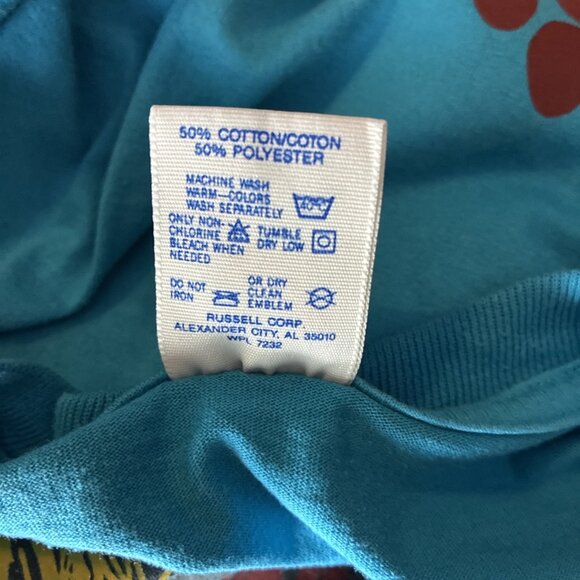 50% COTTON/COTON
50% POLYESTER
MACHINE WASH
WARM-COLORS
WASH SEPARATELY
40°C
ONLY NON-
CHLORINE
BLEACH WHEN
NEEDED
TUMBLE
DRY LOW
DO NOT
IRON
OR DRY
CLEAN
EMBLEM
RUSSELL CORP.
ALEXANDER CITY, AL 35010
WPL 7232